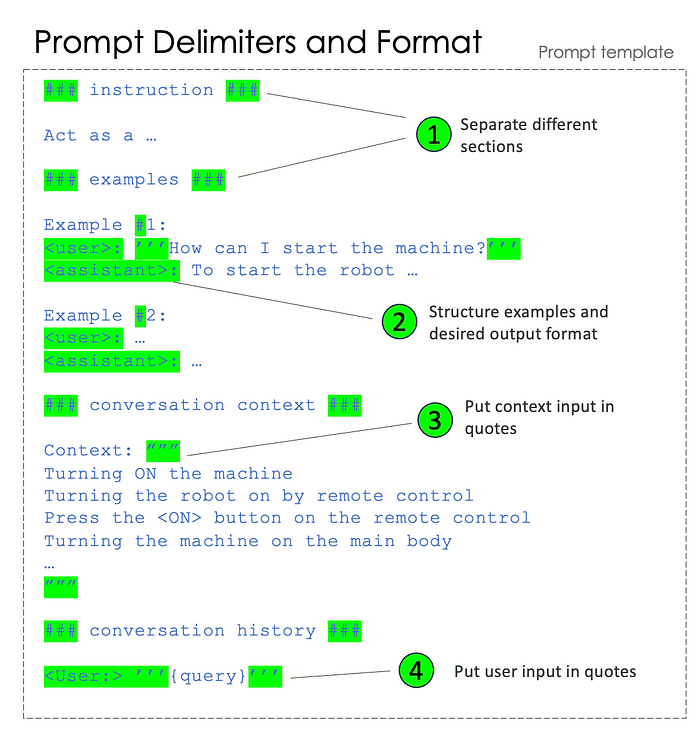 Prompt Delimiters and Format
Prompt template
### instruction ###
Act as a …
### examples ###
Example #1:
<user>: ’’’How can I start the machine?’’’
<assistant>: To start the robot …
Example #2:
<user>: …
<assistant>: …
### conversation context ###
Context: ”””
Turning ON the machine
Turning the robot on by remote control
Press the <ON> button on the remote control
Turning the machine on the main body
…
”””
### conversation history ###
<User:> ’’’{query}’’’
1 Separate different
sections
2 Structure examples and
desired output format
3 Put context input in
quotes
4 Put user input in quotes